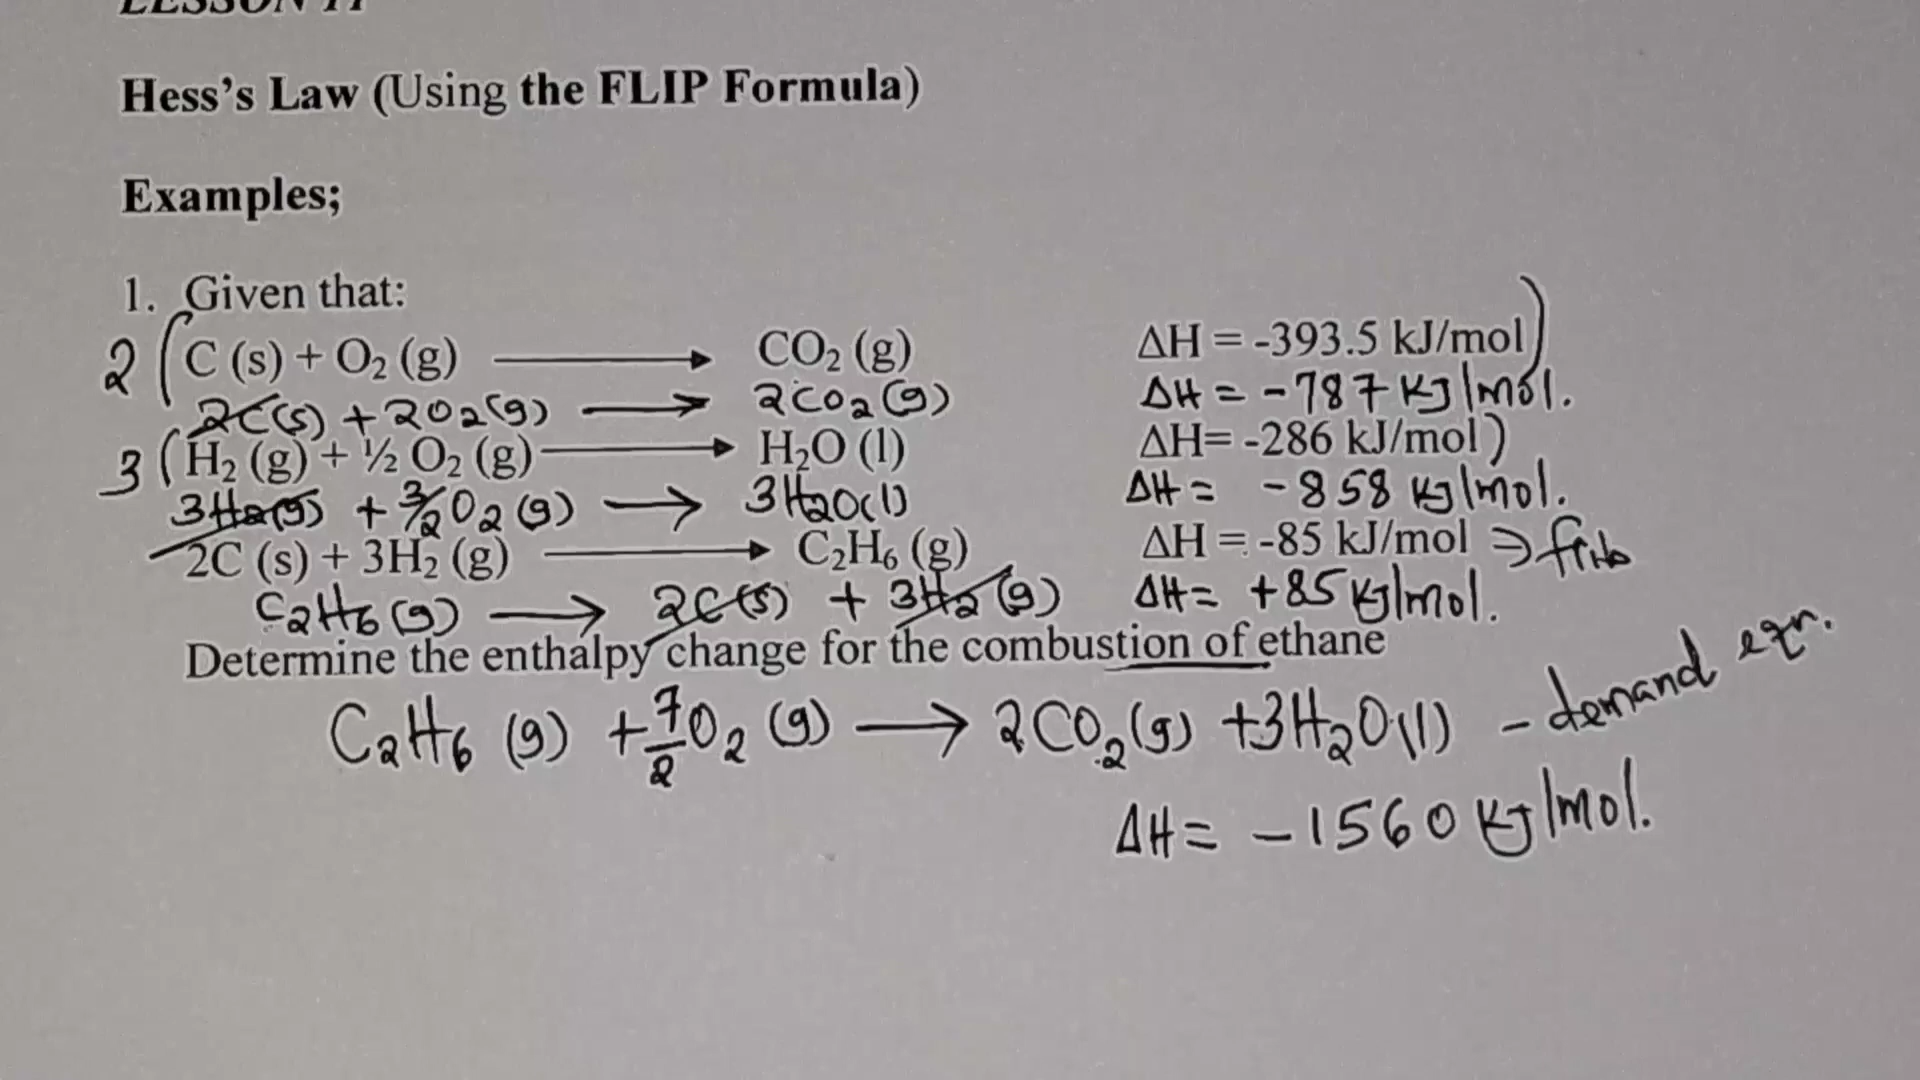 LESSON 11
Hess's Law (Using the FLIP Formula)
Examples;
1. Given that:
2 ( C (s) + O₂ (g) ⟶ CO₂ (g) ΔH = -393.5 kJ/mol )
2C(s) + 2O₂(g) ⟶ 2CO₂(g) ΔH = -787 kJ/mol.
3 ( H₂ (g) + ½ O₂ (g) ⟶ H₂O (l) ΔH= -286 kJ/mol )
3H₂(g) + 3/2 O₂(g) ⟶ 3H₂O(l) ΔH = -858 kJ/mol.
2C (s) + 3H₂ (g) ⟶ C₂H₆ (g) ΔH = -85 kJ/mol ⇒
C₂H₆(g) ⟶ 2C(s) + 3H₂(g) ΔH = +85 kJ/mol.
Determine the enthalpy change for the combustion of ethane
C₂H₆ (g) + 7/2 O₂ (g) ⟶ 2CO₂(g) + 3H₂O(l) - demand eqn.
ΔH = -1560 kJ/mol.